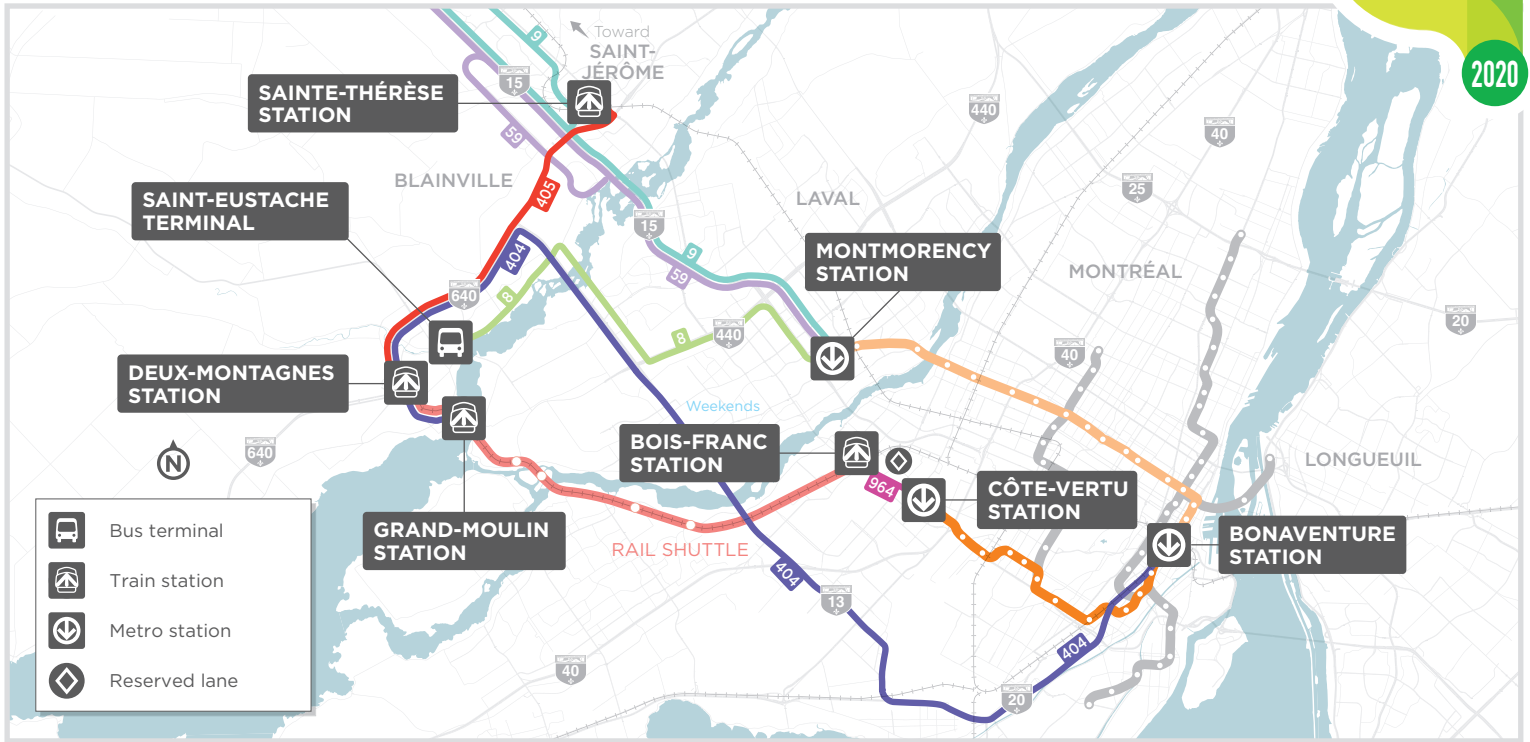 2020
9
Toward
SAINT-
JÉRÔME
15
440
40
SAINTE-THÉRÈSE
STATION
59
BLAINVILLE
405
25
SAINT-EUSTACHE
TERMINAL
LAVAL
15
404
9
59
MONTMORENCY
STATION
MONTRÉAL
640
8
8
440
20
40
DEUX-MONTAGNES
STATION
Weekends
640
N
BOIS-FRANC
STATION
LONGUEUIL
964
CÔTE-VERTU
STATION
GRAND-MOULIN
STATION
RAIL SHUTTLE
BONAVENTURE
STATION
404
13
404
40
20
Bus terminal
Train station
Metro station
Reserved lane